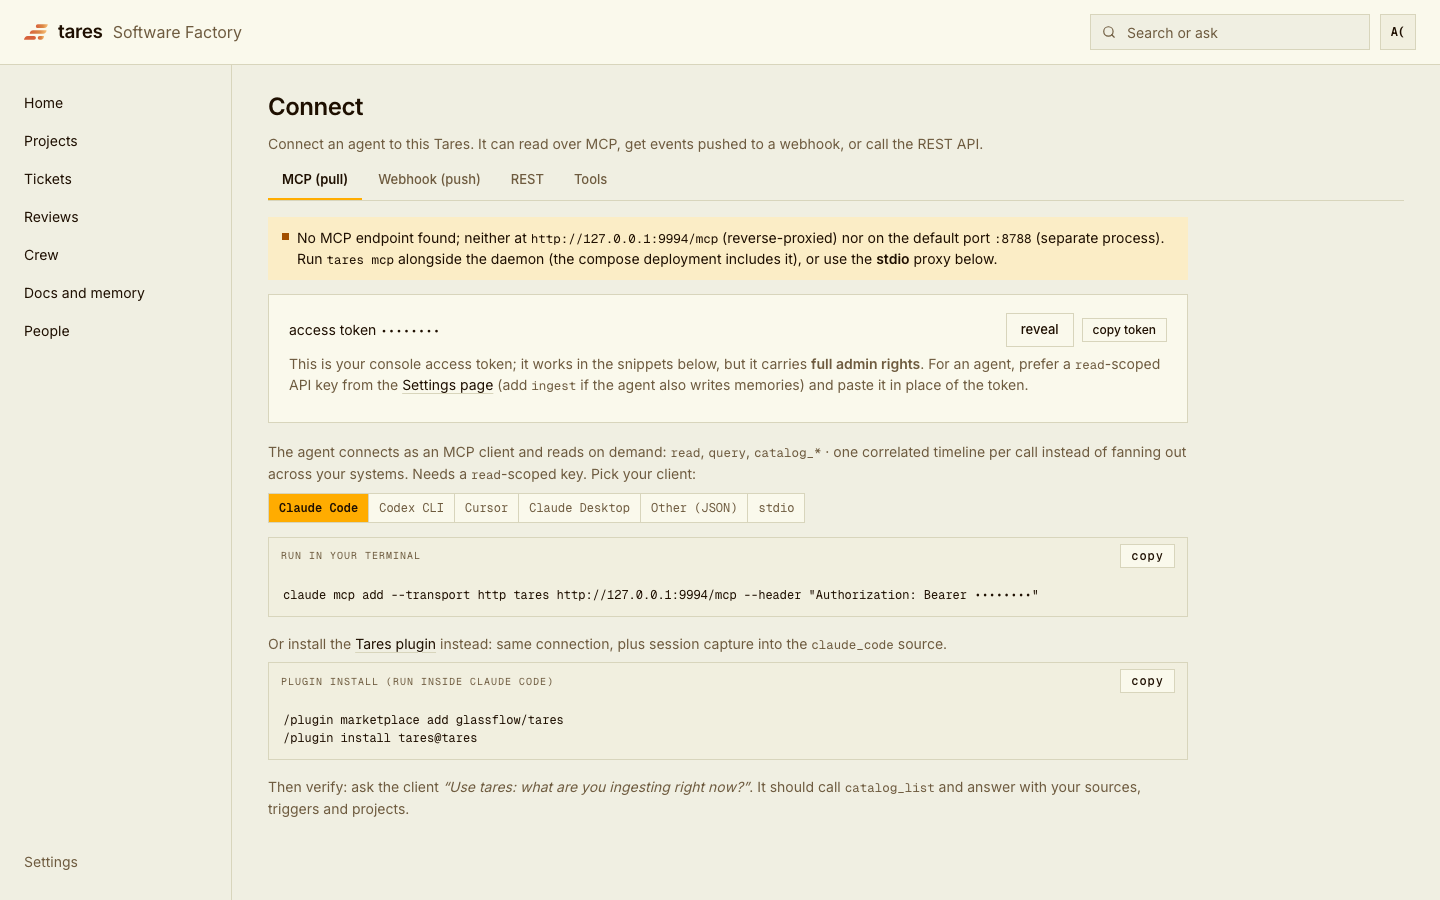 tares Software Factory
Search or ask
A(
Home
Projects
Tickets
Reviews
Crew
Docs and memory
People
Settings
Connect
Connect an agent to this Tares. It can read over MCP, get events pushed to a webhook, or call the REST API.
MCP (pull) Webhook (push) REST Tools
No MCP endpoint found; neither at http://127.0.0.1:9994/mcp (reverse-proxied) nor on the default port :8788 (separate process).
Run tares mcp alongside the daemon (the compose deployment includes it), or use the stdio proxy below.
access token ••••••••
reveal
copy token
This is your console access token; it works in the snippets below, but it carries full admin rights. For an agent, prefer a read-scoped
API key from the Settings page (add ingest if the agent also writes memories) and paste it in place of the token.
The agent connects as an MCP client and reads on demand: read, query, catalog_* · one correlated timeline per call instead of fanning out
across your systems. Needs a read-scoped key. Pick your client:
Claude Code Codex CLI Cursor Claude Desktop Other (JSON) stdio
RUN IN YOUR TERMINAL
copy
claude mcp add --transport http tares http://127.0.0.1:9994/mcp --header "Authorization: Bearer ••••••••"
Or install the Tares plugin instead: same connection, plus session capture into the claude_code source.
PLUGIN INSTALL (RUN INSIDE CLAUDE CODE)
copy
/plugin marketplace add glassflow/tares
/plugin install tares@tares
Then verify: ask the client “Use tares: what are you ingesting right now?”. It should call catalog_list and answer with your sources,
triggers and projects.